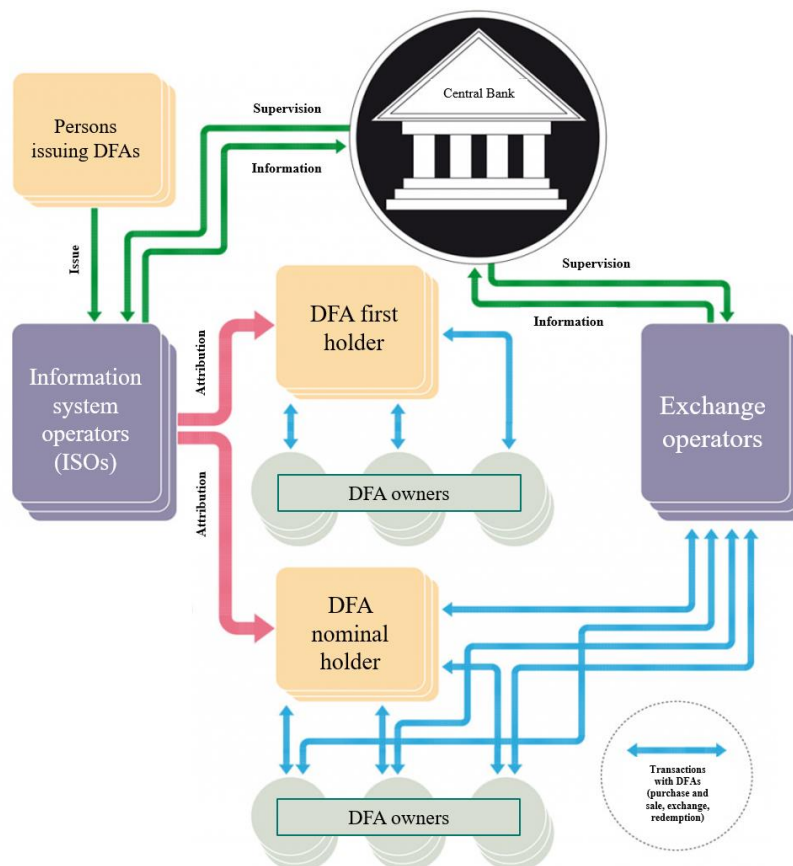 Central Bank
Persons
issuing DFAs
Supervision
Information
Issue
Supervision
Information
Information
system
operators
(ISOs)
Attribution
DFA first
holder
Exchange
operators
DFA owners
Attribution
DFA
nominal
holder
DFA owners
Transactions
with DFAs
(purchase and
sale, exchange,
redemption)